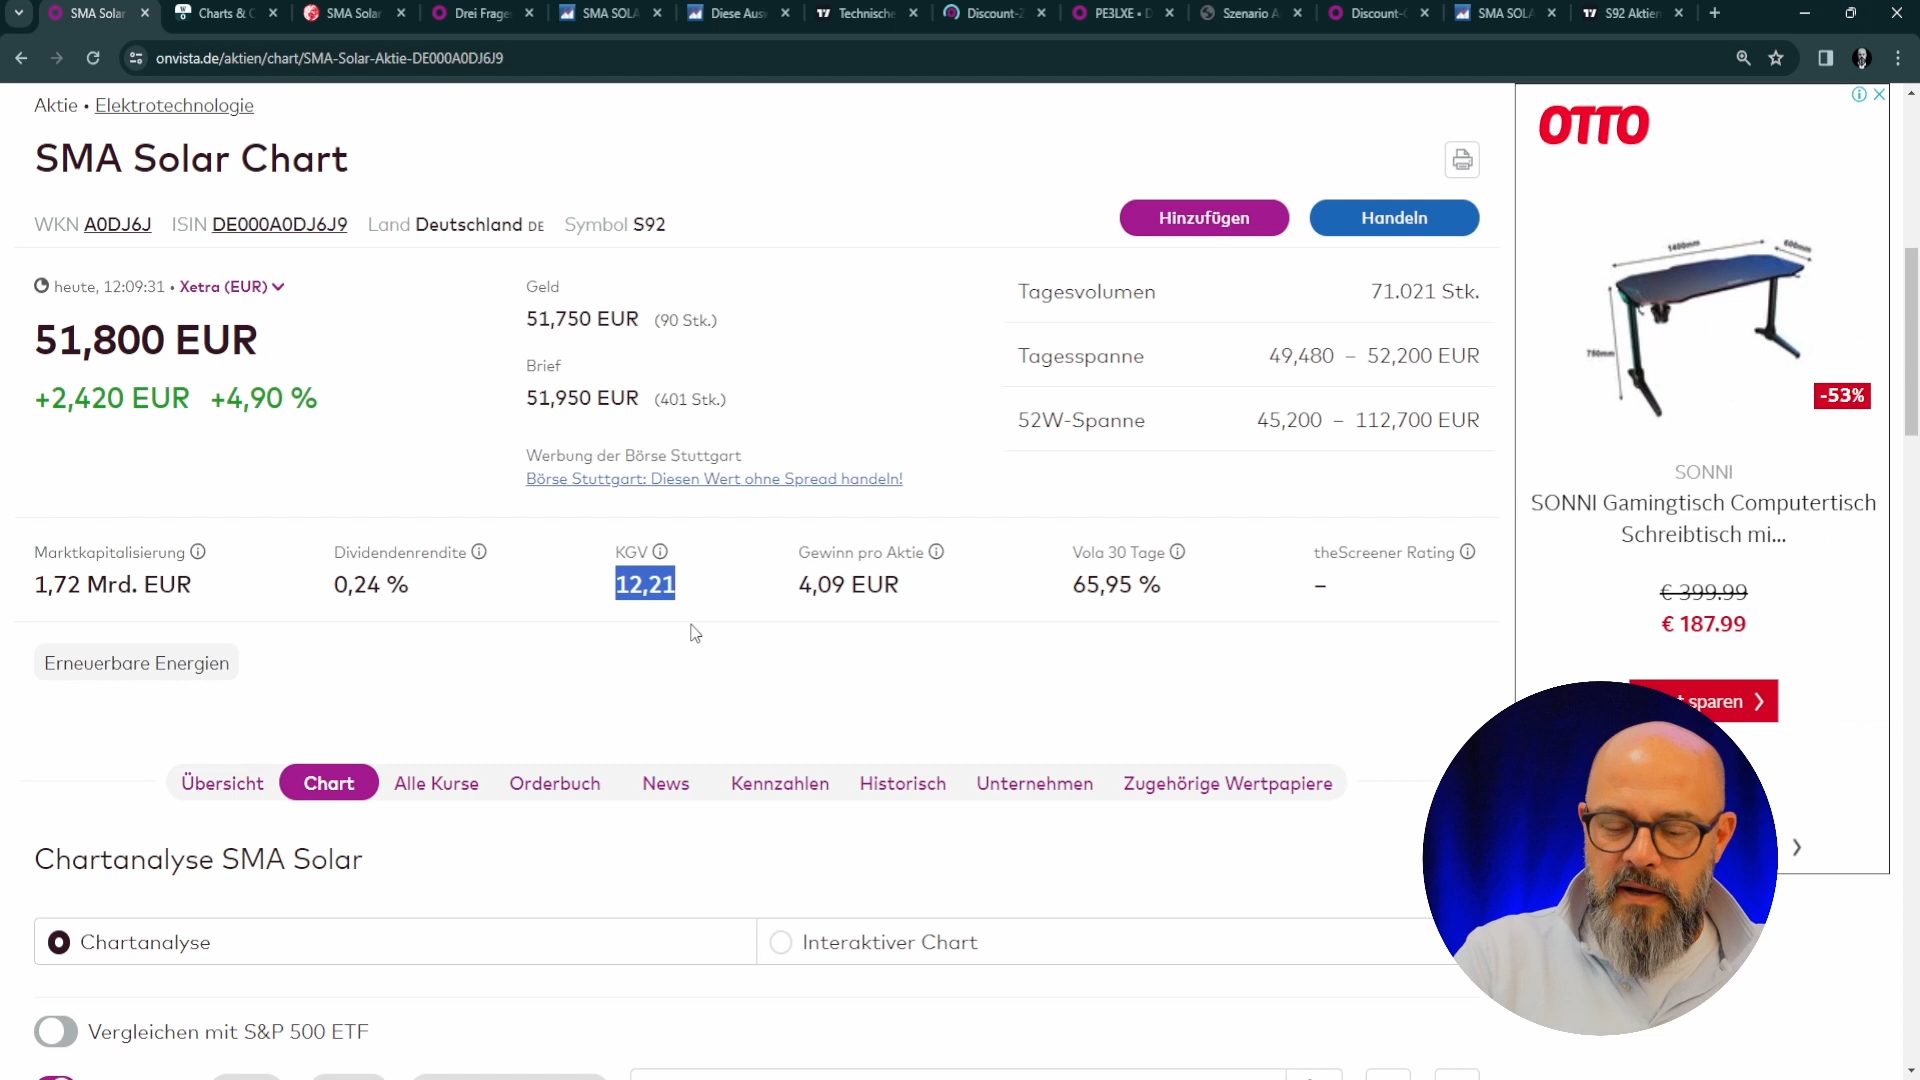 SMA Solar
Charts & C
SMA Solar
Drei Frage
SMA SOLA
Diese Aus
Technische
Discount-Z
PE3LXE • D
Szenario A
Discount-
SMA SOLA
S92 Aktien
onvista.de/aktien/chart/SMA-Solar-Aktie-DE000A0DJ6J9
Aktie • Elektrotechnologie
SMA Solar Chart
WKN A0DJ6J ISIN DE000A0DJ6J9 Land Deutschland DE Symbol S92
Hinzufügen
Handeln
heute, 12:09:31 • Xetra (EUR)
51,800 EUR
+2,420 EUR +4,90 %
Geld
51,750 EUR (90 Stk.)
Brief
51,950 EUR (401 Stk.)
Werbung der Börse Stuttgart
Börse Stuttgart: Diesen Wert ohne Spread handeln!
Tagesvolumen 71.021 Stk.
Tagesspanne 49,480 – 52,200 EUR
52W-Spanne 45,200 – 112,700 EUR
Marktkapitalisierung
1,72 Mrd. EUR
Dividendenrendite
0,24 %
KGV
12,21
Gewinn pro Aktie
4,09 EUR
Vola 30 Tage
65,95 %
theScreener Rating
–
Erneuerbare Energien
Übersicht Chart Alle Kurse Orderbuch News Kennzahlen Historisch Unternehmen Zugehörige Wertpapiere
Chartanalyse SMA Solar
Chartanalyse
Interaktiver Chart
Vergleichen mit S&P 500 ETF
OTTO
1400mm
600mm
750mm
-53%
SONNI
SONNI Gamingtisch Computertisch
Schreibtisch mi...
€ 399.99
€ 187.99
t sparen